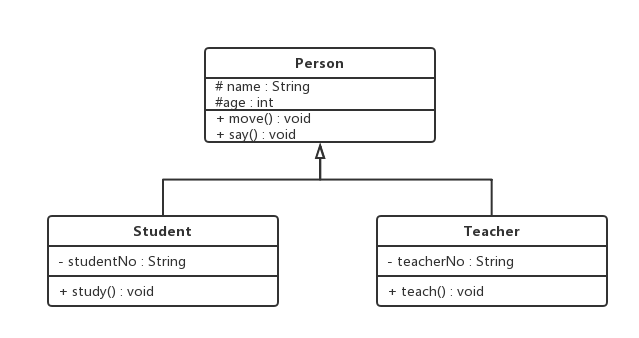 Person
# name : String
#age : int
+ move() : void
+ say() : void
Student
- studentNo : String
+ study() : void
Teacher
- teacherNo : String
+ teach() : void